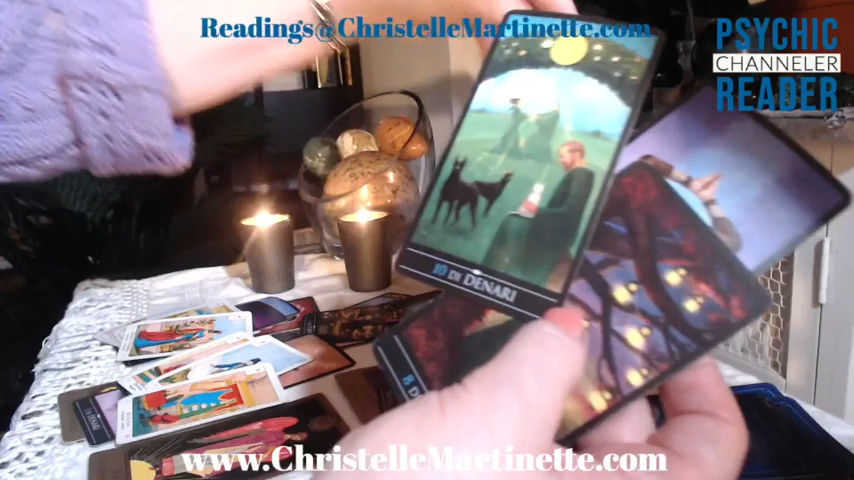 Readings@ChristelleMartinette.com
PSYCHIC
CHANNELER
READER
10 DI DENARI
www.ChristelleMartinette.com